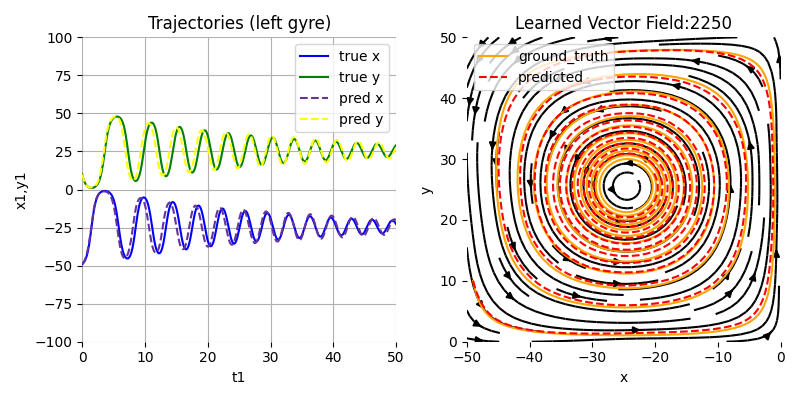 Trajectories (left gyre)
100
75
50
25
0
−25
−50
−75
−100
x1,y1
0
10
20
30
40
50
t1
true x
true y
pred x
pred y
Learned Vector Field:2250
50
40
30
20
10
0
y
−50
−40
−30
−20
−10
0
x
ground_truth
predicted